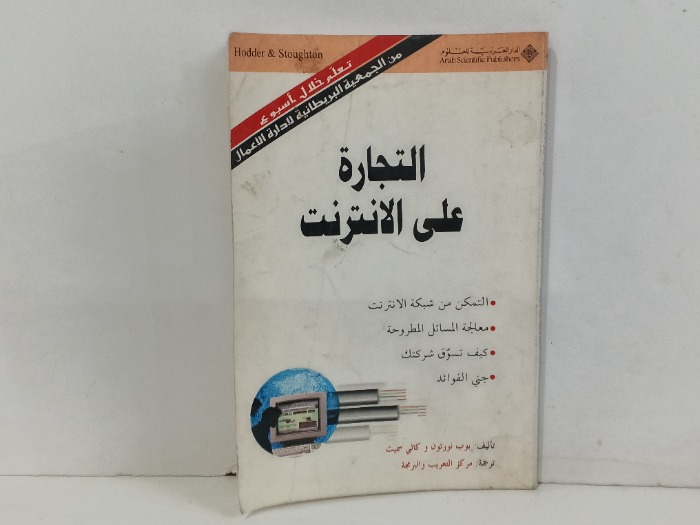 Hodder & Stoughton
الدار العربية للعلوم
Arab Scientific Publishers
تعلم خلال أسبوع
من الجمعية البريطانية لادارة الاعمال
التجارة
على الانترنت
• التمكن من شبكة الانترنت
• معالجة المسائل المطروحة
• كيف تسوّق شركتك
• جني الفوائد
تأليف: بوب نورتون و كاثي سميث
ترجمة: مركز التعريب والبرمجة